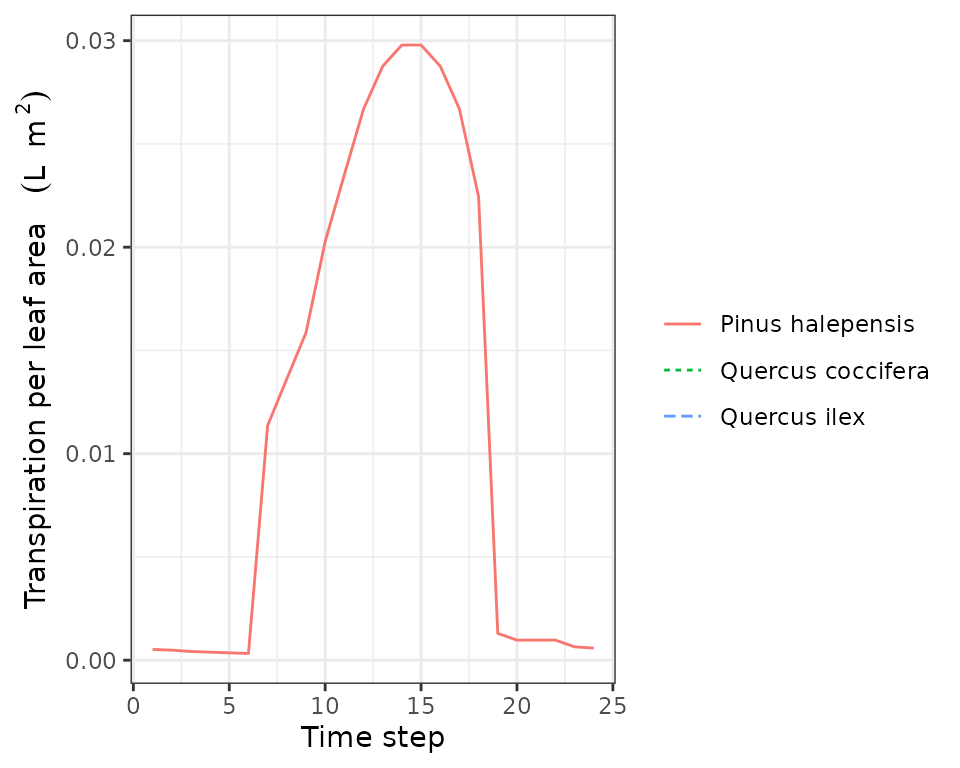 Transpiration per leaf area (L m²)
0.03
0.02
0.01
0.00
0 5 10 15 20 25
Time step
Pinus halepensis
Quercus coccifera
Quercus ilex